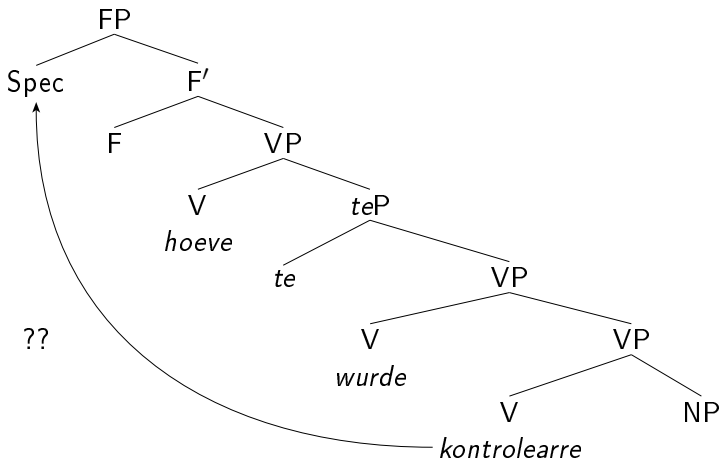 FP
Spec F′
F VP
V teP
hoeve
te VP
?? V VP
wurde
V NP
kontrolearre